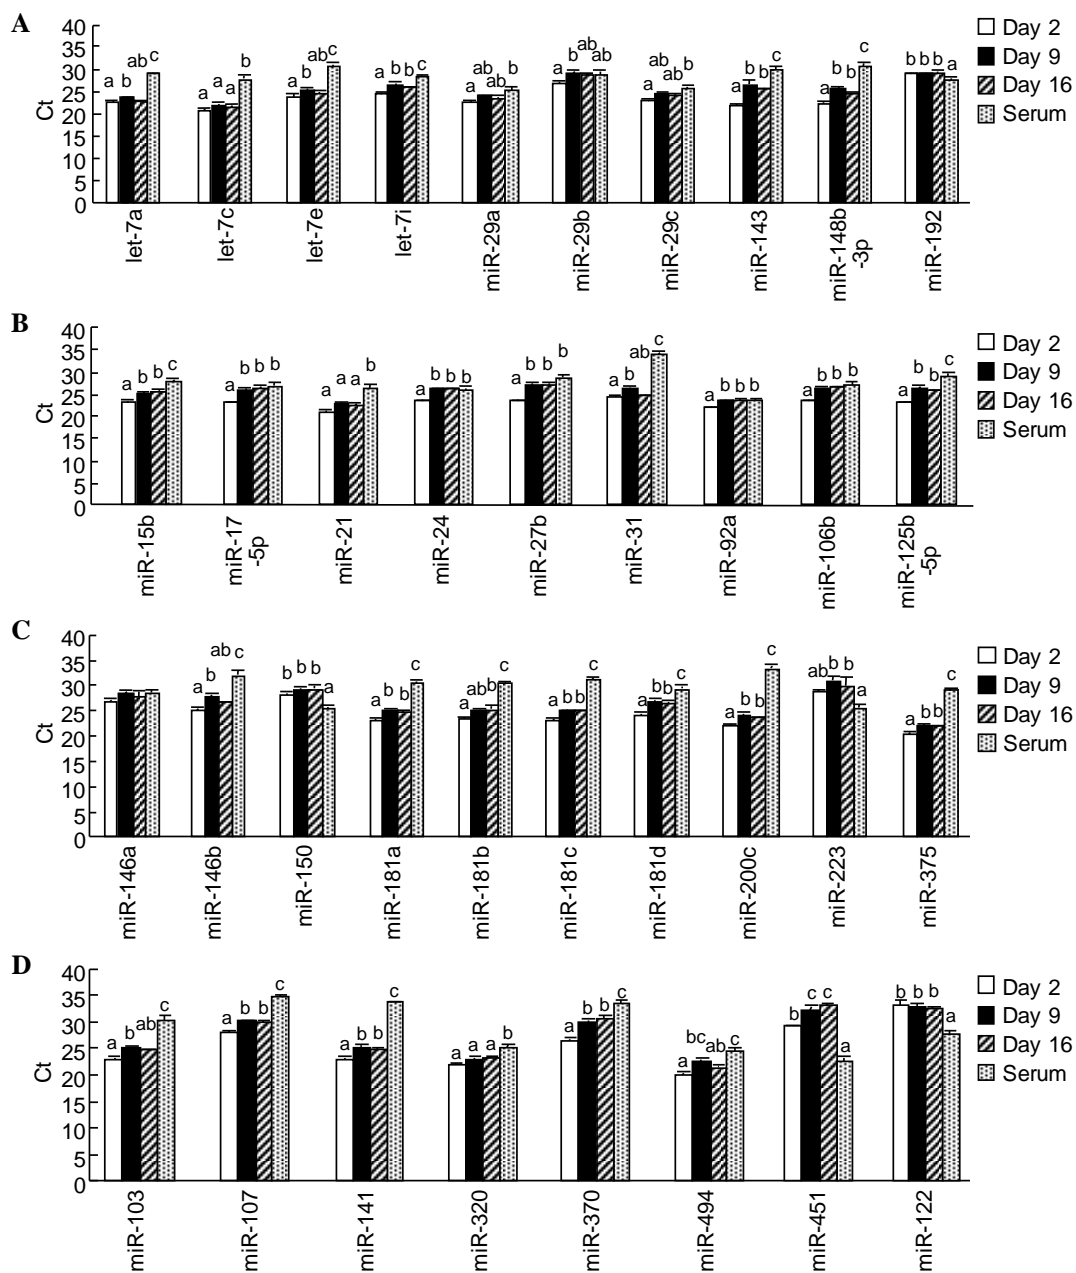 A
40
35
30
25
20
15
10
5
0
Ct
a b ab c
a a a b
a b ab c
a b b c
a ab ab b
a b ab b
a ab ab b
a b b c
a b b c
b b b a
let-7a
let-7c
let-7e
let-7i
miR-29a
miR-29b
miR-29c
miR-143
miR-148b
-3p
miR-192
Day 2
Day 9
Day 16
Serum
B
40
35
30
25
20
15
10
5
0
Ct
a b b c
a b b b
a a a b
a b b b
a b b b
a b ab c
a b b b
a b b b
a b b c
miR-15b
miR-17
-5p
miR-21
miR-24
miR-27b
miR-31
miR-92a
miR-106b
miR-125b
-5p
Day 2
Day 9
Day 16
Serum
C
40
35
30
25
20
15
10
5
0
Ct
a b ab c
b b b a
a b b c
a ab b c
a b b c
a b b c
a b b c
ab b b a
a b b c
miR-146a
miR-146b
miR-150
miR-181a
miR-181b
miR-181c
miR-181d
miR-200c
miR-223
miR-375
Day 2
Day 9
Day 16
Serum
D
40
35
30
25
20
15
10
5
0
Ct
a b ab c
a b b c
a b b c
a a a b
a b b c
a bc ab c
b c c a
b b b a
miR-103
miR-107
miR-141
miR-320
miR-370
miR-494
miR-451
miR-122
Day 2
Day 9
Day 16
Serum